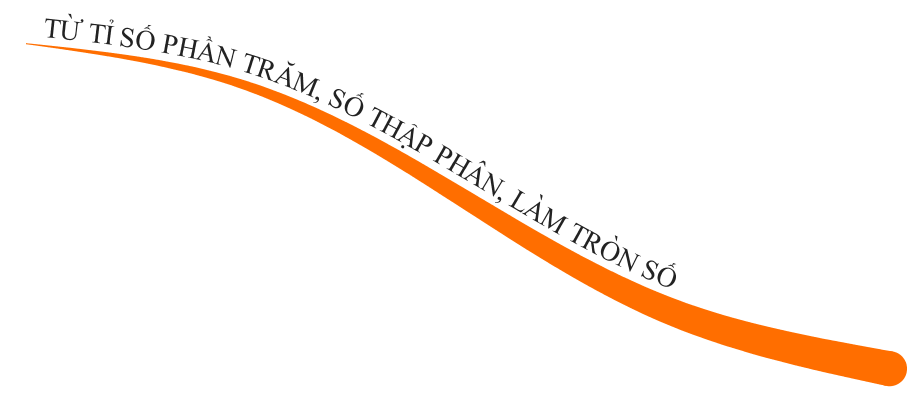 TỪ TỈ SỐ PHẦN TRĂM, SỐ THẬP PHÂN, LÀM TRÒN SỐ